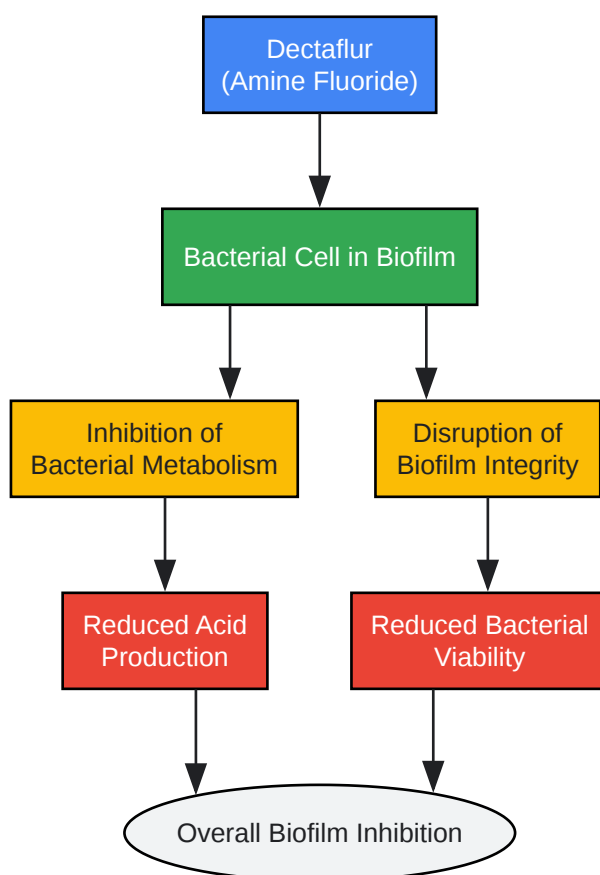 Dectaflur
(Amine Fluoride)
Bacterial Cell in Biofilm
Inhibition of
Bacterial Metabolism
Disruption of
Biofilm Integrity
Reduced Acid
Production
Reduced Bacterial
Viability
Overall Biofilm Inhibition